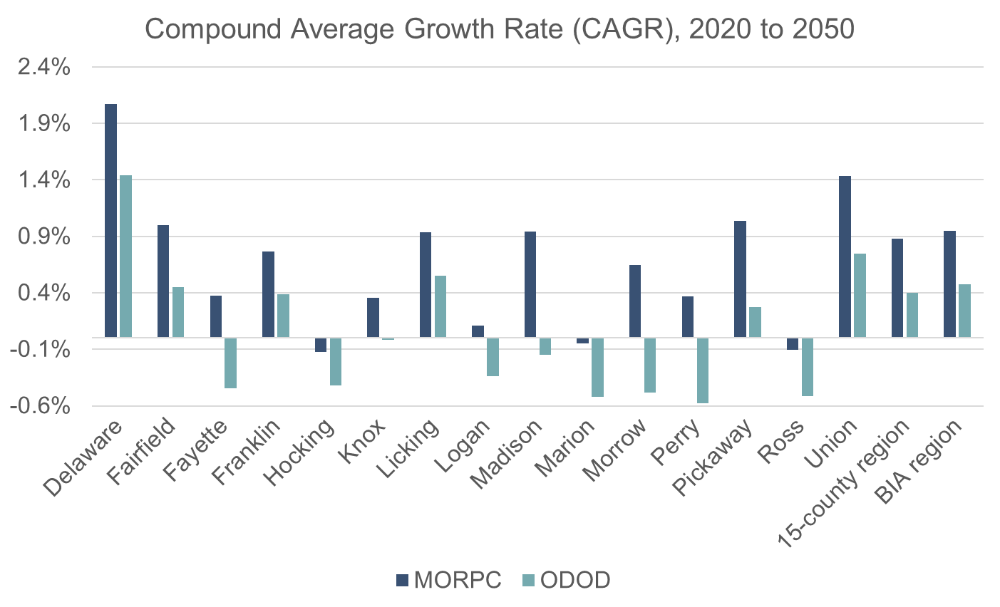 Compound Average Growth Rate (CAGR), 2020 to 2050
2.4%
1.9%
1.4%
0.9%
0.4%
-0.1%
-0.6%
Delaware
Fairfield
Fayette
Franklin
Hocking
Knox
Licking
Logan
Madison
Marion
Morrow
Perry
Pickaway
Ross
Union
15-county region
BIA region
MORPC
ODOD